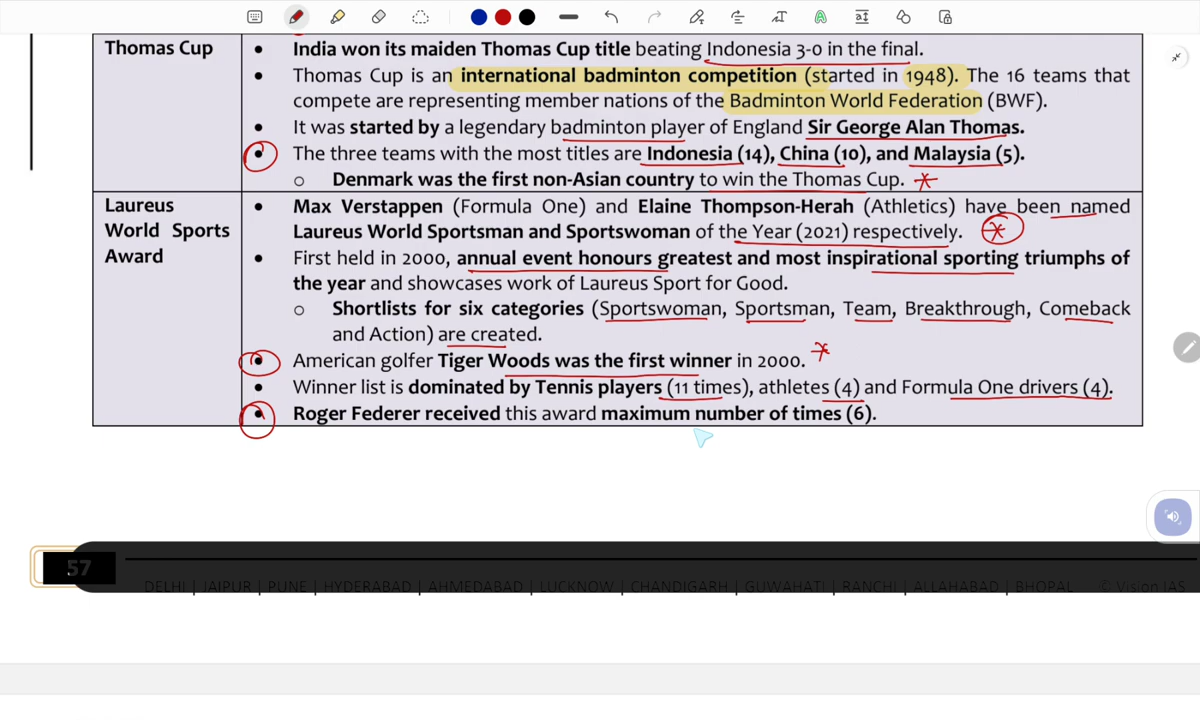 Thomas Cup
• India won its maiden Thomas Cup title beating Indonesia 3-0 in the final.
• Thomas Cup is an international badminton competition (started in 1948). The 16 teams that
compete are representing member nations of the Badminton World Federation (BWF).
• It was started by a legendary badminton player of England Sir George Alan Thomas.
• The three teams with the most titles are Indonesia (14), China (10), and Malaysia (5).
o Denmark was the first non-Asian country to win the Thomas Cup.
Laureus
World Sports
Award
• Max Verstappen (Formula One) and Elaine Thompson-Herah (Athletics) have been named
Laureus World Sportsman and Sportswoman of the Year (2021) respectively.
• First held in 2000, annual event honours greatest and most inspirational sporting triumphs of
the year and showcases work of Laureus Sport for Good.
o Shortlists for six categories (Sportswoman, Sportsman, Team, Breakthrough, Comeback
and Action) are created.
• American golfer Tiger Woods was the first winner in 2000.
• Winner list is dominated by Tennis players (11 times), athletes (4) and Formula One drivers (4).
• Roger Federer received this award maximum number of times (6).
57
DELHI | JAIPUR | PUNE | HYDERABAD | AHMEDABAD | LUCKNOW | CHANDIGARH | GUWAHATI | RANCHI | ALLAHABAD | BHOPAL © Vision IAS